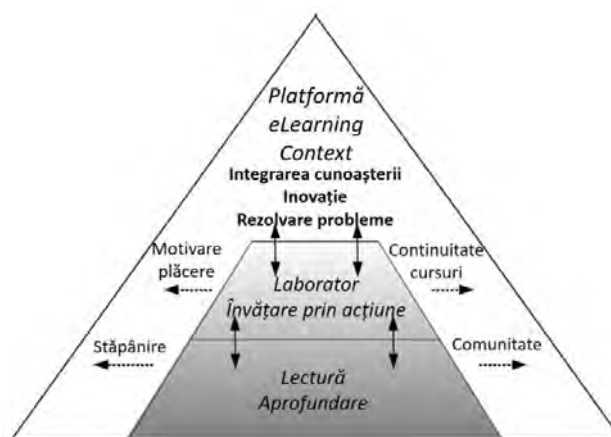 Platformă
eLearning
Context
Integrarea cunoașterii
Inovație
Rezolvare probleme
Motivare
plăcere
Continuitate
cursuri
Laborator
Învățare prin acțiune
Stăpânire
Comunitate
Lectură
Aprofundare